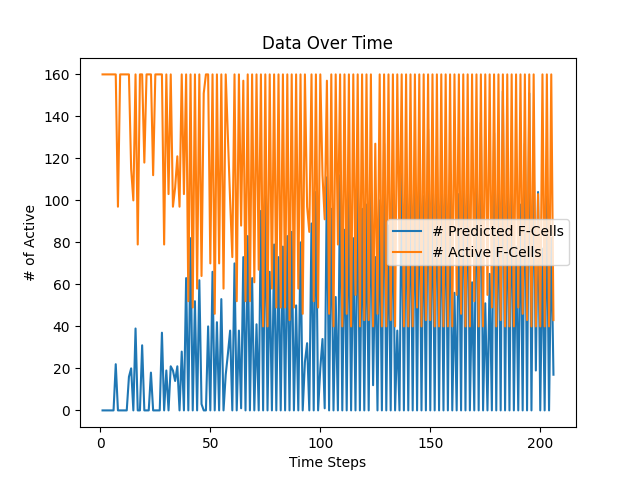 Data Over Time
# of Active
160
140
120
100
80
60
40
20
0
# Predicted F-Cells
# Active F-Cells
0
50
100
150
200
Time Steps